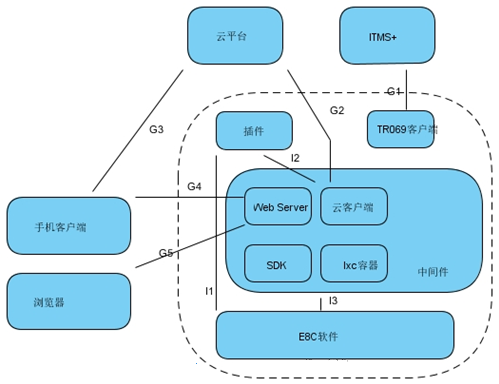 云平台
ITMS+
G1
G2
TR069客户端
G3
插件
I2
G4
Web Server
云客户端
手机客户端
G5
SDK
lxc容器
中间件
浏览器
I1
I3
E8C软件